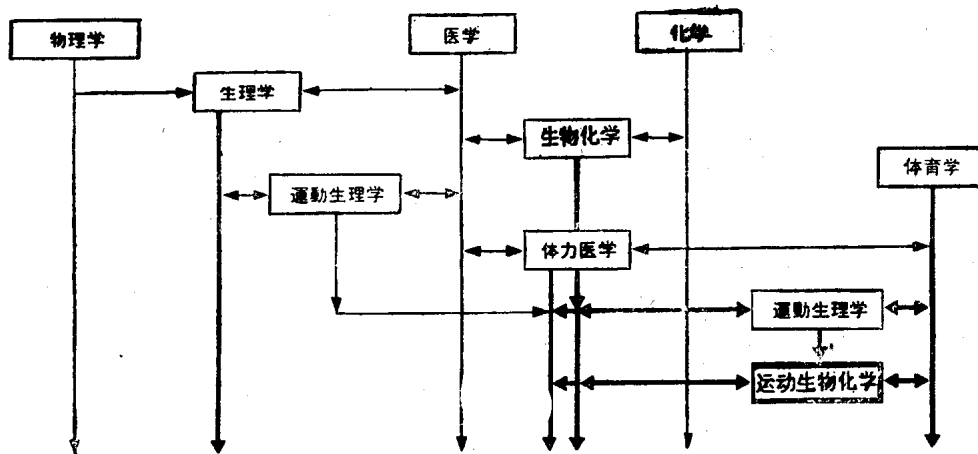 物理学
医学
化学
生理学
生物化学
体育学
運動生理学
体力医学
運動生理学
运动生物化学